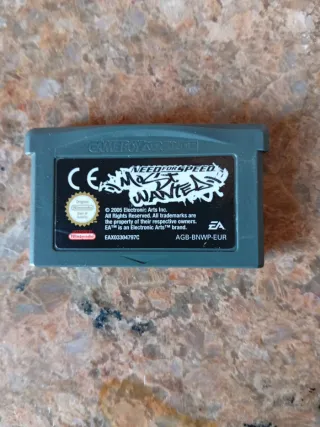 GAME BOY ADVANCE
NEED FOR SPEED
MOST
WANTED
CE
© 2005 Electronic Arts Inc.
All Rights Reserved. All trademarks are
the property of their respective owners.
EA™ is an Electronic Arts™ brand.
Nintendo
EAX03304797C
AGB-BNWP-EUR
EA